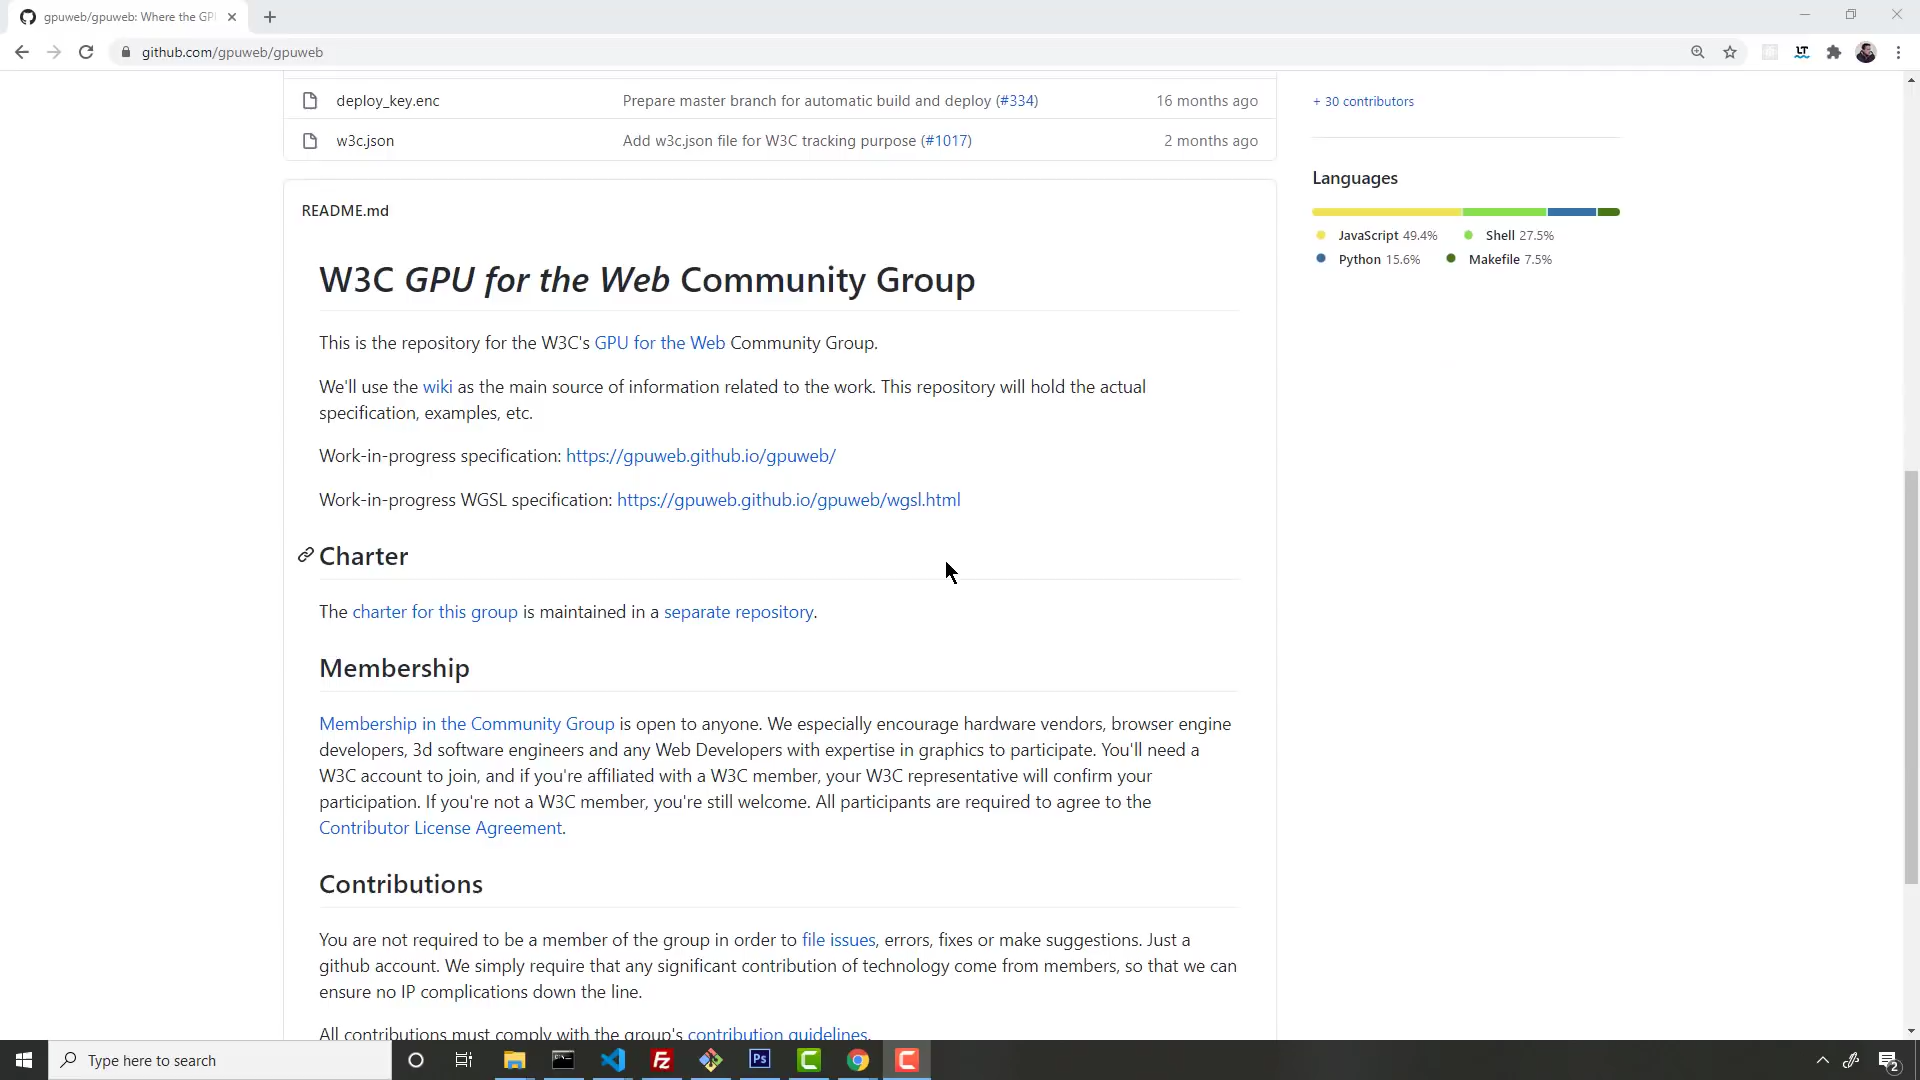 gpuweb/gpuweb: Where the GP
github.com/gpuweb/gpuweb
deploy_key.enc Prepare master branch for automatic build and deploy (#334) 16 months ago
w3c.json Add w3c.json file for W3C tracking purpose (#1017) 2 months ago
+ 30 contributors
Languages
JavaScript 49.4% Shell 27.5%
Python 15.6% Makefile 7.5%
README.md
W3C GPU for the Web Community Group
This is the repository for the W3C's GPU for the Web Community Group.
We'll use the wiki as the main source of information related to the work. This repository will hold the actual
specification, examples, etc.
Work-in-progress specification: https://gpuweb.github.io/gpuweb/
Work-in-progress WGSL specification: https://gpuweb.github.io/gpuweb/wgsl.html
Charter
The charter for this group is maintained in a separate repository.
Membership
Membership in the Community Group is open to anyone. We especially encourage hardware vendors, browser engine
developers, 3d software engineers and any Web Developers with expertise in graphics to participate. You'll need a
W3C account to join, and if you're affiliated with a W3C member, your W3C representative will confirm your
participation. If you're not a W3C member, you're still welcome. All participants are required to agree to the
Contributor License Agreement.
Contributions
You are not required to be a member of the group in order to file issues, errors, fixes or make suggestions. Just a
github account. We simply require that any significant contribution of technology come from members, so that we can
ensure no IP complications down the line.
All contributions must comply with the group's contribution guidelines.
Type here to search
Fz
Ps
2